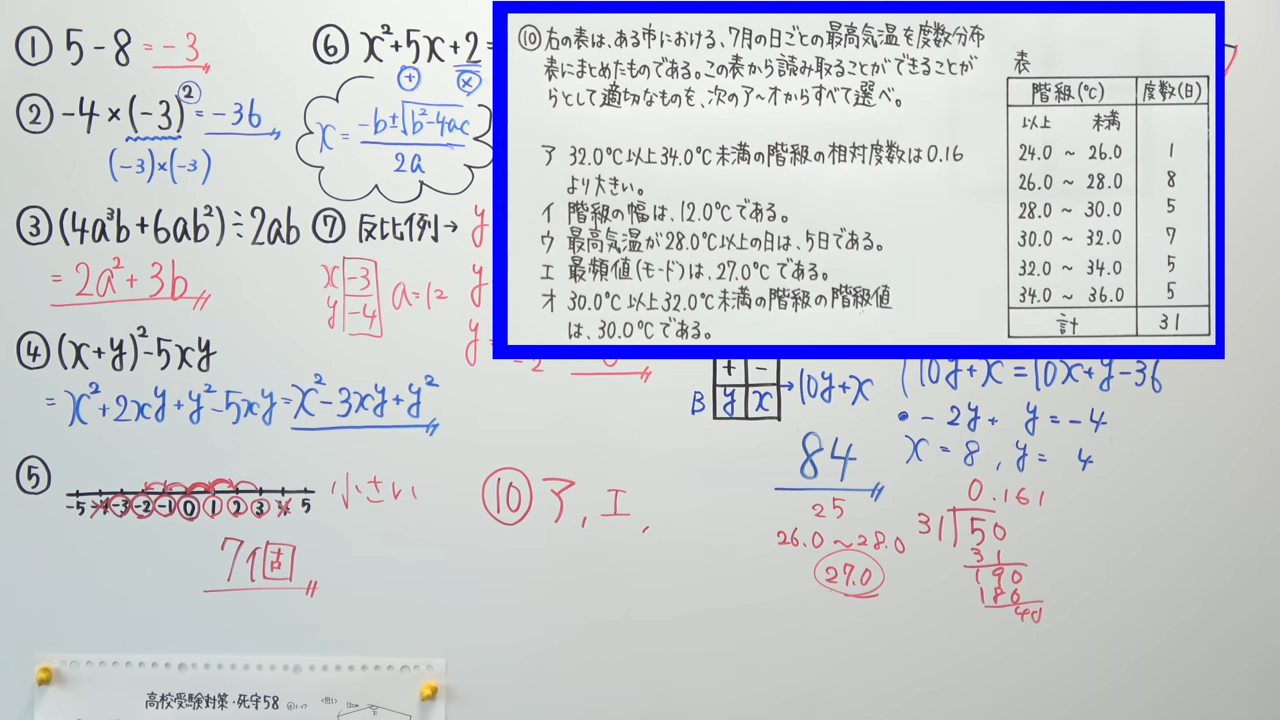 ① 5-8 = -3
② -4×(-3)² = -36
(-3)×(-3)
③ (4a³b+6ab²)÷2ab
= 2a²+3b
④ (x+y)²-5xy
= x²+2xy+y²-5xy = x²-3xy+y²
⑤ -5 -4 -3 -2 -1 0 1 2 3 4 5
小さい
7個
⑥ x²+5x+2=
+ ×
x = -b±√b²-4ac / 2a
⑦ 反比例→ y
x -3
y -4
a=12
y
y=
-2
⑩ 右の表は、ある市における、7月の日ごとの最高気温を度数分布
表にまとめたものである。この表から読み取ることができることが
らとして適切なものを、次のア〜オからすべて選べ。
ア 32.0℃以上34.0℃未満の階級の相対度数は0.16
より大きい。
イ 階級の幅は、12.0℃である。
ウ 最高気温が28.0℃以上の日は、5日である。
エ 最頻値(モード)は、27.0℃である。
オ 30.0℃以上32.0℃未満の階級の階級値
は、30.0℃である。
表
階級(℃) 度数(日)
以上 未満
24.0 ~ 26.0 1
26.0 ~ 28.0 8
28.0 ~ 30.0 5
30.0 ~ 32.0 7
32.0 ~ 34.0 5
34.0 ~ 36.0 5
計 31
+ -
B y x →10y+x
10y+x=10x+y-36
-2y+ y=-4
x=8, y= 4
84
25
26.0~28.0
27.0
0.161
31 50
31
190
186
40
⑩ ア, エ,
高校受験対策・死守58